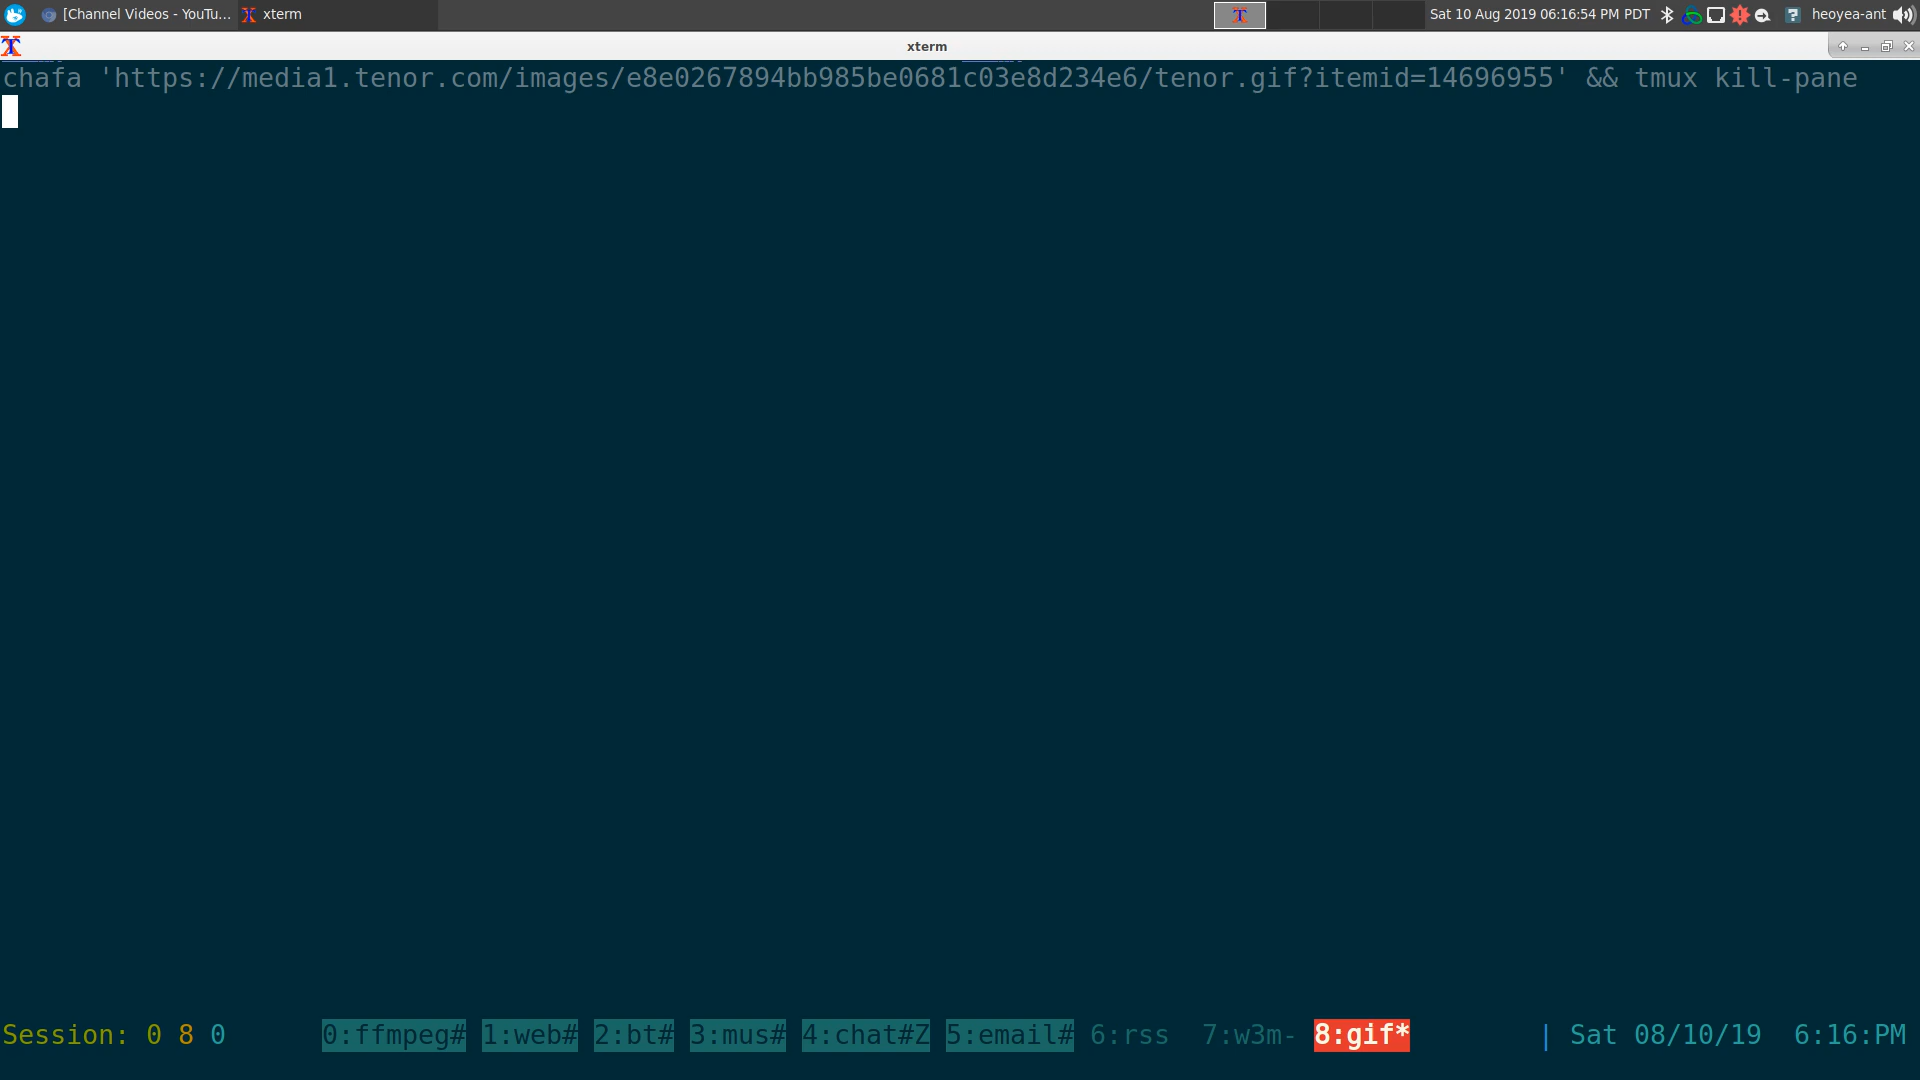 [Channel Videos - YouTu... xterm Sat 10 Aug 2019 06:16:54 PM PDT heoyea-ant
xterm
chafa 'https://media1.tenor.com/images/e8e0267894bb985be0681c03e8d234e6/tenor.gif?itemid=14696955' && tmux kill-pane
Session: 0 8 0 0:ffmpeg# 1:web# 2:bt# 3:mus# 4:chat#Z 5:email# 6:rss 7:w3m- 8:gif* | Sat 08/10/19 6:16:PM